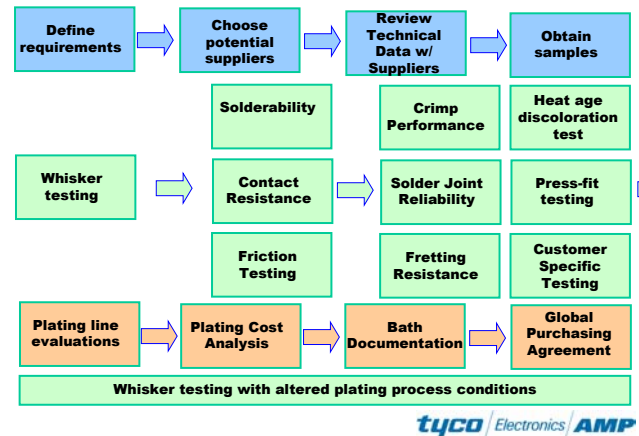 Define
requirements
Choose
potential
suppliers
Review
Technical
Data w/
Suppliers
Obtain
samples
Solderability
Crimp
Performance
Heat age
discoloration
test
Whisker
testing
Contact
Resistance
Solder Joint
Reliability
Press-fit
testing
Friction
Testing
Fretting
Resistance
Customer
Specific
Testing
Plating line
evaluations
Plating Cost
Analysis
Bath
Documentation
Global
Purchasing
Agreement
Whisker testing with altered plating process conditions
tyco / Electronics / AMP